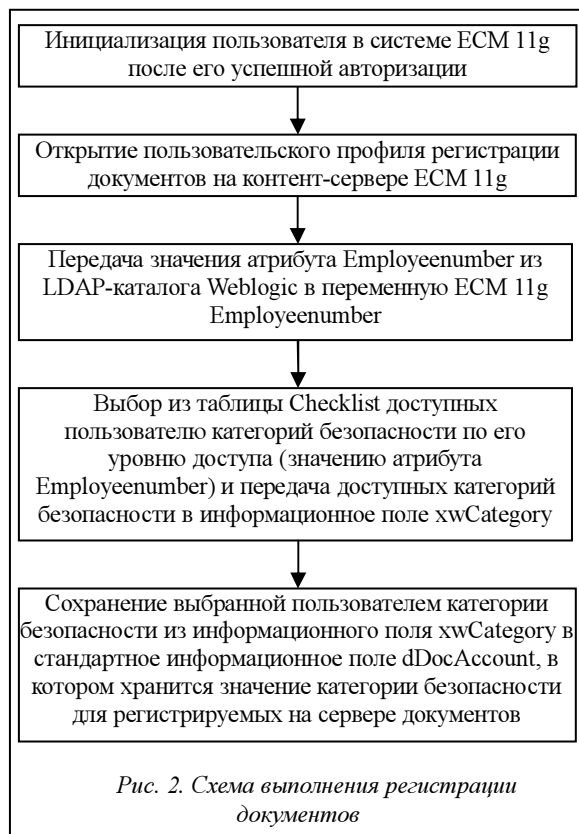 Инициализация пользователя в системе ECM 11g
после его успешной авторизации
Открытие пользовательского профиля регистрации
документов на контент-сервере ECM 11g
Передача значения атрибута Employeenumber из
LDAP-каталога Weblogic в переменную ECM 11g
Employeenumber
Выбор из таблицы Checklist доступных
пользователю категорий безопасности по его
уровню доступа (значению атрибута
Employeenumber) и передача доступных категорий
безопасности в информационное поле xwCategory
Сохранение выбранной пользователем категории
безопасности из информационного поля xwCategory в
стандартное информационное поле dDocAccount, в
котором хранится значение категории безопасности
для регистрируемых на сервере документов
Рис. 2. Схема выполнения регистрации
документов